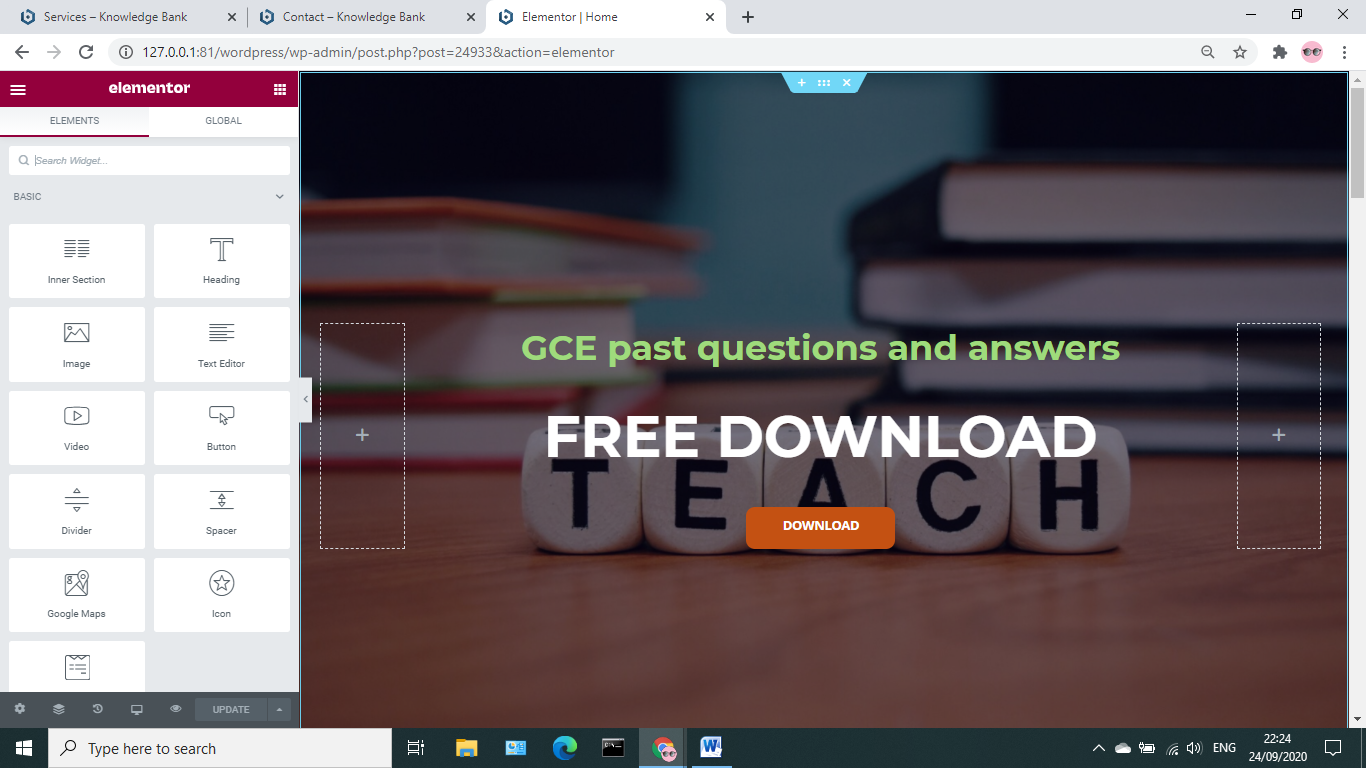 Services – Knowledge Bank
Contact – Knowledge Bank
Elementor | Home
127.0.0.1:81/wordpress/wp-admin/post.php?post=24933&action=elementor
elementor
ELEMENTS
GLOBAL
Search Widget...
BASIC
Inner Section
Heading
Image
Text Editor
Video
Button
Divider
Spacer
Google Maps
Icon
UPDATE
GCE past questions and answers
FREE DOWNLOAD
TEACH
DOWNLOAD
Type here to search
ENG
22:24
24/09/2020